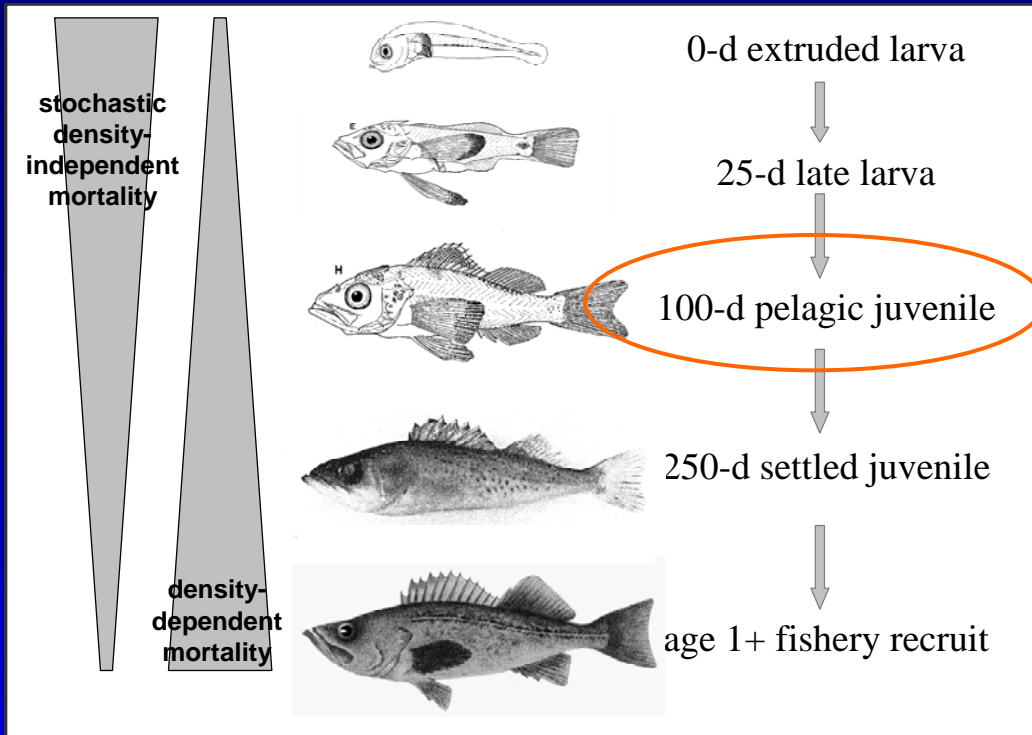 0-d extruded larva
stochastic
density-
independent
mortality
E
25-d late larva
H
100-d pelagic juvenile
250-d settled juvenile
density-
dependent
mortality
age 1+ fishery recruit